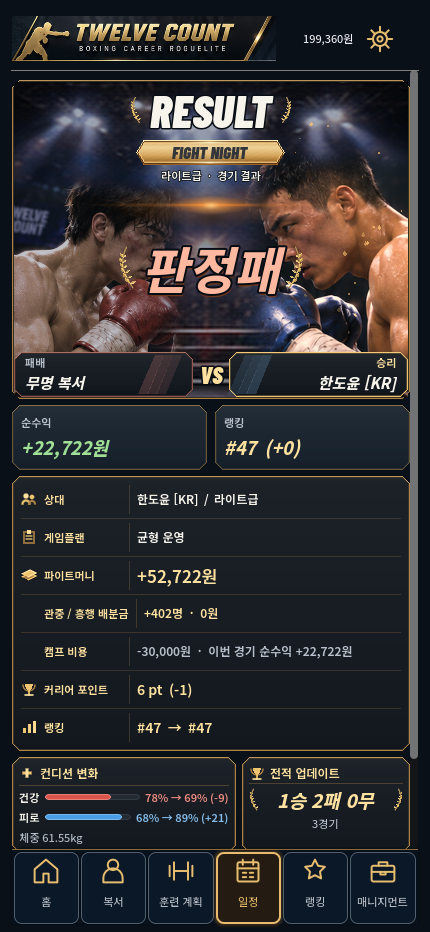 TWELVE COUNT
BOXING CAREER ROGUELITE
199,360원
RESULT
FIGHT NIGHT
라이트급 · 경기 결과
TWELVE
COUNT
판정패
패배
무명 복서
VS
승리
한도윤 [KR]
순수익
+22,722원
랭킹
#47 (+0)
상대 한도윤 [KR] / 라이트급
게임플랜 균형 운영
파이트머니 +52,722원
관중 / 흥행 배분금 +402명 · 0원
캠프 비용 -30,000원 · 이번 경기 순수익 +22,722원
커리어 포인트 6 pt (-1)
랭킹 #47 → #47
컨디션 변화
건강 78% → 69% (-9)
피로 68% → 89% (+21)
체중 61.55kg
전적 업데이트
1승 2패 0무
3경기
홈
복서
훈련 계획
일정
랭킹
매니지먼트